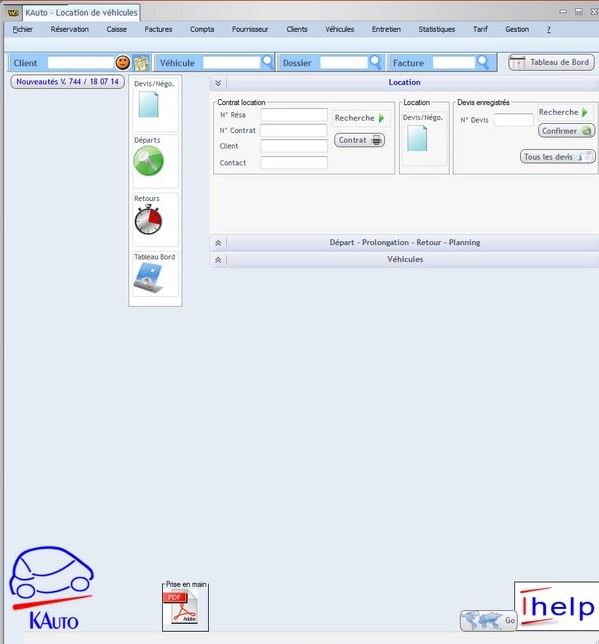 KAuto - Location de véhicules
Fichier Réservation Caisse Factures Compta Fournisseur Clients Véhicules Entretien Statistiques Tarif Gestion ?
Client Véhicule Dossier Facture Tableau de Bord
Nouveautés V. 744 / 18 07 14
Devis/Négo.
Départs
Retours
Tableau Bord
Location
Contrat location
N° Résa
N° Contrat
Client
Contact
Recherche
Contrat
Location
Devis/Négo.
Devis enregistrés
N° Devis
Recherche
Confirmer
Tous les devis
Départ - Prolongation - Retour - Planning
Véhicules
KAUTO
Prise en main
PDF
Adobe
Go
Ihelp